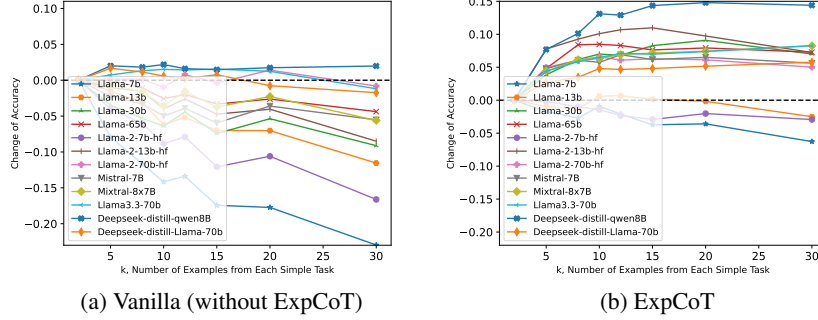 0.10
0.05
0.00
−0.05
−0.10
−0.15
−0.20
Change of Accuracy
Llama-7b
Llama-13b
Llama-30b
Llama-65b
Llama-2-7b-hf
Llama-2-13b-hf
Llama-2-70b-hf
Mistral-7B
Mixtral-8x7B
Llama3.3-70b
Deepseek-distill-qwen8B
Deepseek-distill-Llama-70b
5 10 15 20 25 30
k, Number of Examples from Each Simple Task
(a) Vanilla (without ExpCoT)
0.15
0.10
0.05
0.00
−0.05
−0.10
−0.15
−0.20
Change of Accuracy
Llama-7b
Llama-13b
Llama-30b
Llama-65b
Llama-2-7b-hf
Llama-2-13b-hf
Llama-2-70b-hf
Mistral-7B
Mixtral-8x7B
Llama3.3-70b
Deepseek-distill-qwen8B
Deepseek-distill-Llama-70b
5 10 15 20 25 30
k, Number of Examples from Each Simple Task
(b) ExpCoT